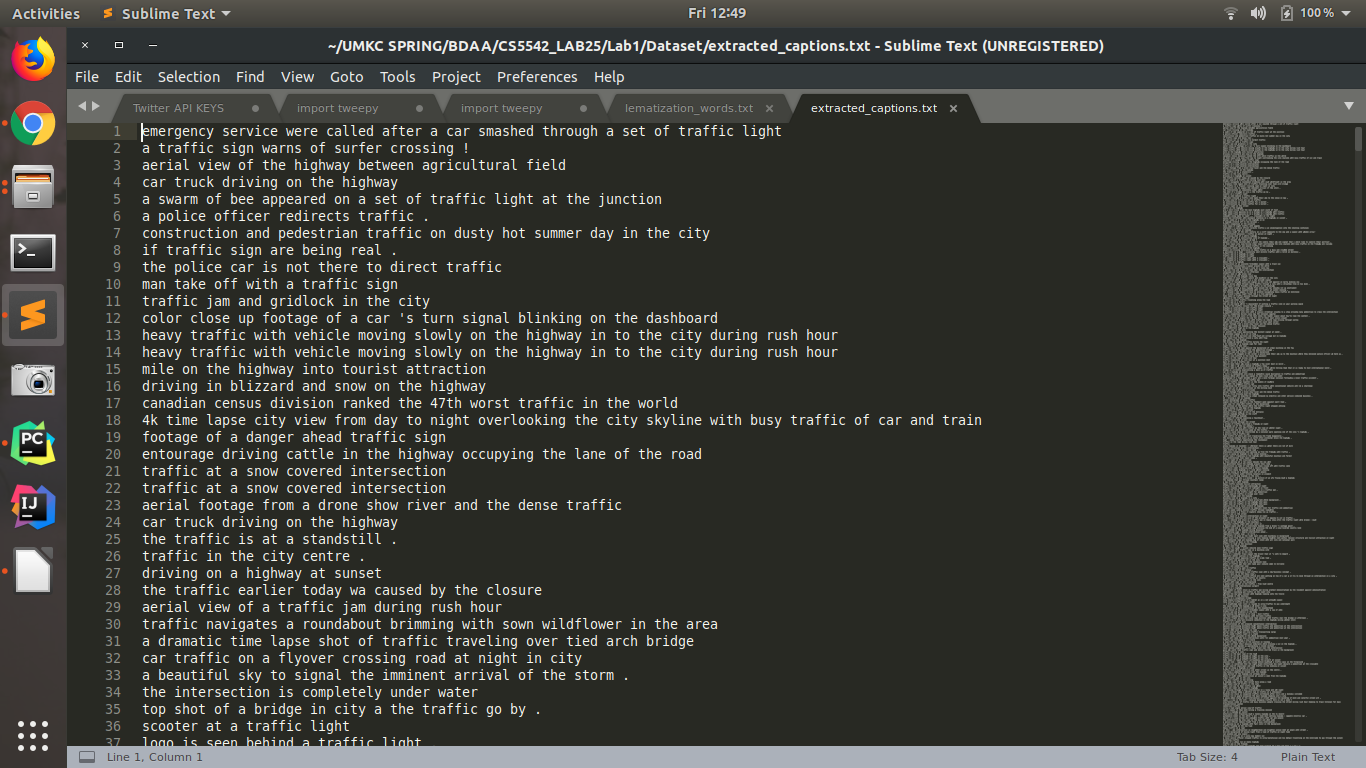 Activities Sublime Text Fri 12:49 100%
~/UMKC SPRING/BDAA/CS5542_LAB25/Lab1/Dataset/extracted_captions.txt - Sublime Text (UNREGISTERED)
File Edit Selection Find View Goto Tools Project Preferences Help
Twitter API KEYS import tweepy import tweepy lematization_words.txt extracted_captions.txt
1 emergency service were called after a car smashed through a set of traffic light
2 a traffic sign warns of surfer crossing !
3 aerial view of the highway between agricultural field
4 car truck driving on the highway
5 a swarm of bee appeared on a set of traffic light at the junction
6 a police officer redirects traffic .
7 construction and pedestrian traffic on dusty hot summer day in the city
8 if traffic sign are being real .
9 the police car is not there to direct traffic
10 man take off with a traffic sign
11 traffic jam and gridlock in the city
12 color close up footage of a car 's turn signal blinking on the dashboard
13 heavy traffic with vehicle moving slowly on the highway in to the city during rush hour
14 heavy traffic with vehicle moving slowly on the highway in to the city during rush hour
15 mile on the highway into tourist attraction
16 driving in blizzard and snow on the highway
17 canadian census division ranked the 47th worst traffic in the world
18 4k time lapse city view from day to night overlooking the city skyline with busy traffic of car and train
19 footage of a danger ahead traffic sign
20 entourage driving cattle in the highway occupying the lane of the road
21 traffic at a snow covered intersection
22 traffic at a snow covered intersection
23 aerial footage from a drone show river and the dense traffic
24 car truck driving on the highway
25 the traffic is at a standstill .
26 traffic in the city centre .
27 driving on a highway at sunset
28 the traffic earlier today wa caused by the closure
29 aerial view of a traffic jam during rush hour
30 traffic navigates a roundabout brimming with sown wildflower in the area
31 a dramatic time lapse shot of traffic traveling over tied arch bridge
32 car traffic on a flyover crossing road at night in city
33 a beautiful sky to signal the imminent arrival of the storm .
34 the intersection is completely under water
35 top shot of a bridge in city a the traffic go by .
36 scooter at a traffic light
37 logo is seen behind a traffic light .
Line 1, Column 1 Tab Size: 4 Plain Text
PC
IJ